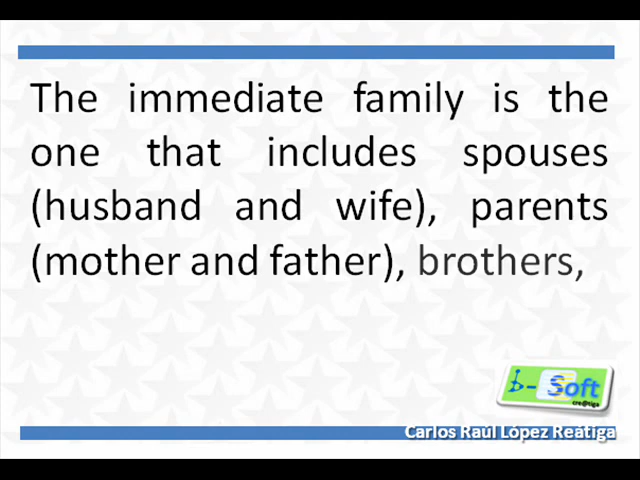 The immediate family is the
one that includes spouses
(husband and wife), parents
(mother and father), brothers,
b- Soft
cre@tiga
Carlos Raúl López Reátiga